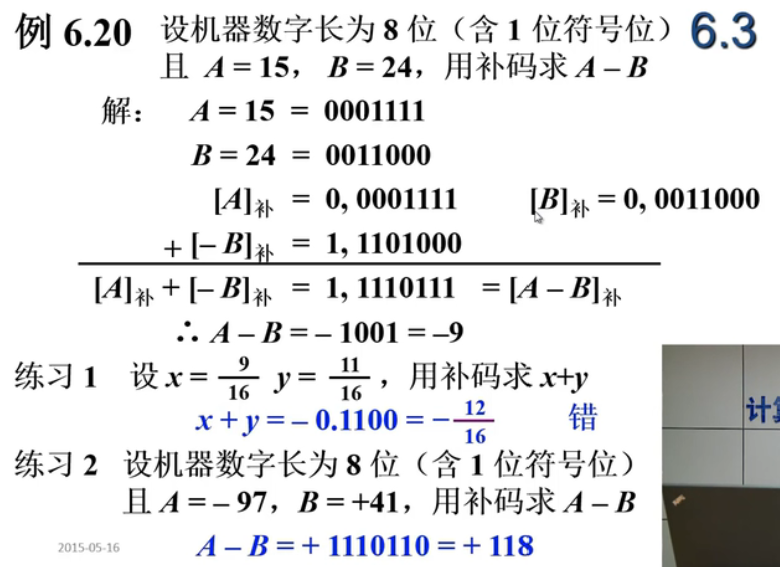 例 6.20 设机器数字长为 8 位（含 1 位符号位） 6.3
且 A = 15， B = 24，用补码求 A – B
解： A = 15 = 0001111
B = 24 = 0011000
[A]补 = 0, 0001111 [B]补 = 0, 0011000
+ [– B]补 = 1, 1101000
[A]补 + [– B]补 = 1, 1110111 = [A – B]补
∴ A – B = – 1001 = –9
练习 1 设 x = 9/16 y = 11/16 ，用补码求 x+y
x + y = – 0.1100 = – 12/16 错
练习 2 设机器数字长为 8 位（含 1 位符号位）
且 A = – 97，B = +41，用补码求 A – B
A – B = + 1110110 = + 118
2015-05-16
计